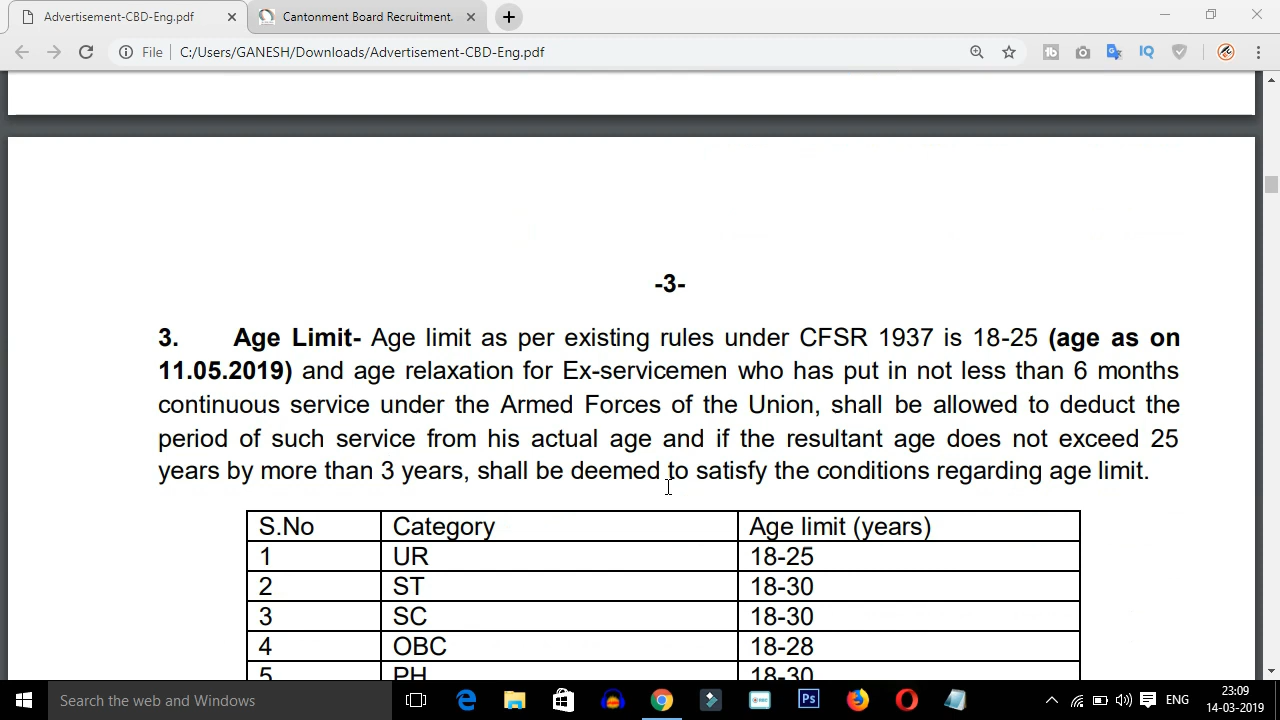 Advertisement-CBD-Eng.pdf
Cantonment Board Recruitment.
File
C:/Users/GANESH/Downloads/Advertisement-CBD-Eng.pdf
-3-
3. Age Limit- Age limit as per existing rules under CFSR 1937 is 18-25 (age as on
11.05.2019) and age relaxation for Ex-servicemen who has put in not less than 6 months
continuous service under the Armed Forces of the Union, shall be allowed to deduct the
period of such service from his actual age and if the resultant age does not exceed 25
years by more than 3 years, shall be deemed to satisfy the conditions regarding age limit.
S.No Category Age limit (years)
1 UR 18-25
2 ST 18-30
3 SC 18-30
4 OBC 18-28
5 PH 18-30
Search the web and Windows
ENG
23:09
14-03-2019